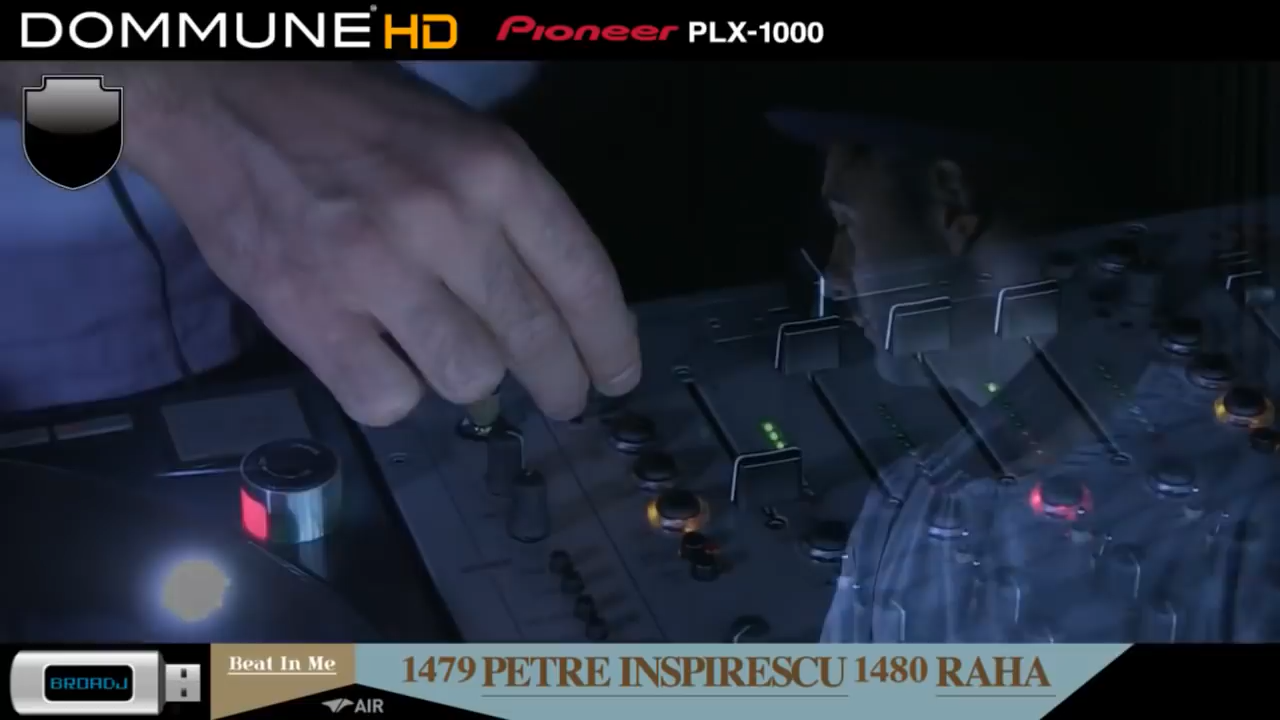 DOMMUNE® HD Pioneer PLX-1000
BROADJ
Beat In Me
1479 PETRE INSPIRESCU 1480 RAHA
AIR